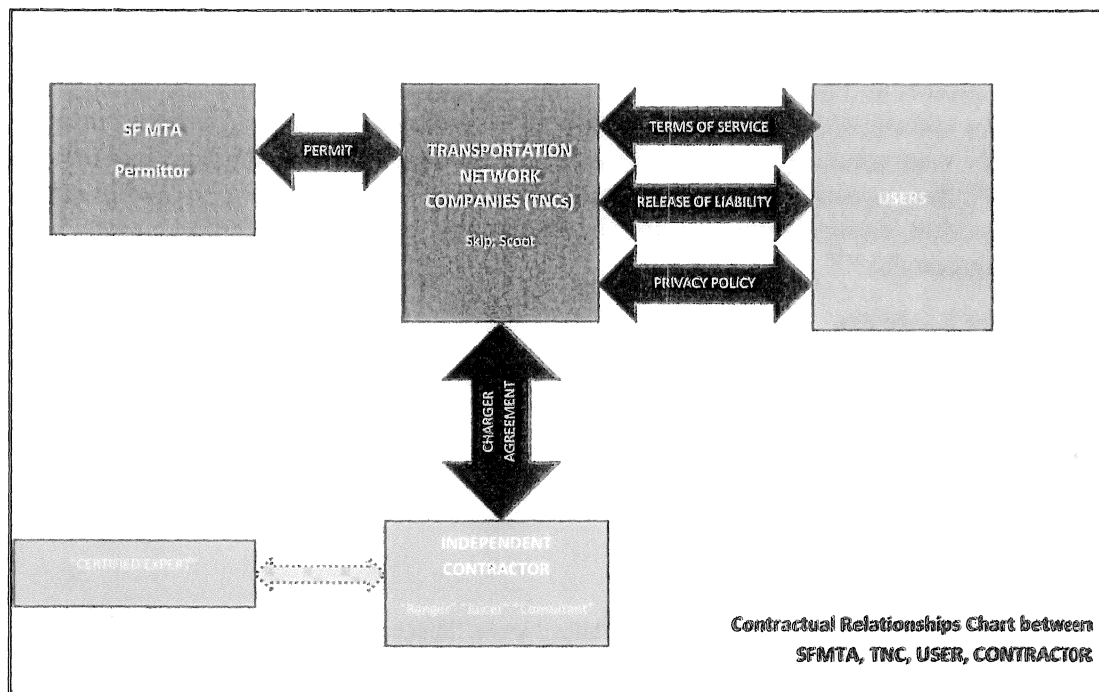 SF MTA
Permittor
PERMIT
TRANSPORTATION
NETWORK
COMPANIES (TNCs)
Skip; Scoot
TERMS OF SERVICE
RELEASE OF LIABILITY
PRIVACY POLICY
USERS
CHARGER
AGREEMENT
"CERTIFIED EXPERT"
INDEPENDENT
CONTRACTOR
"Ranger" "Juicer" "Consultant"
Contractual Relationships Chart between
SFMTA, TNC, USER, CONTRACTOR